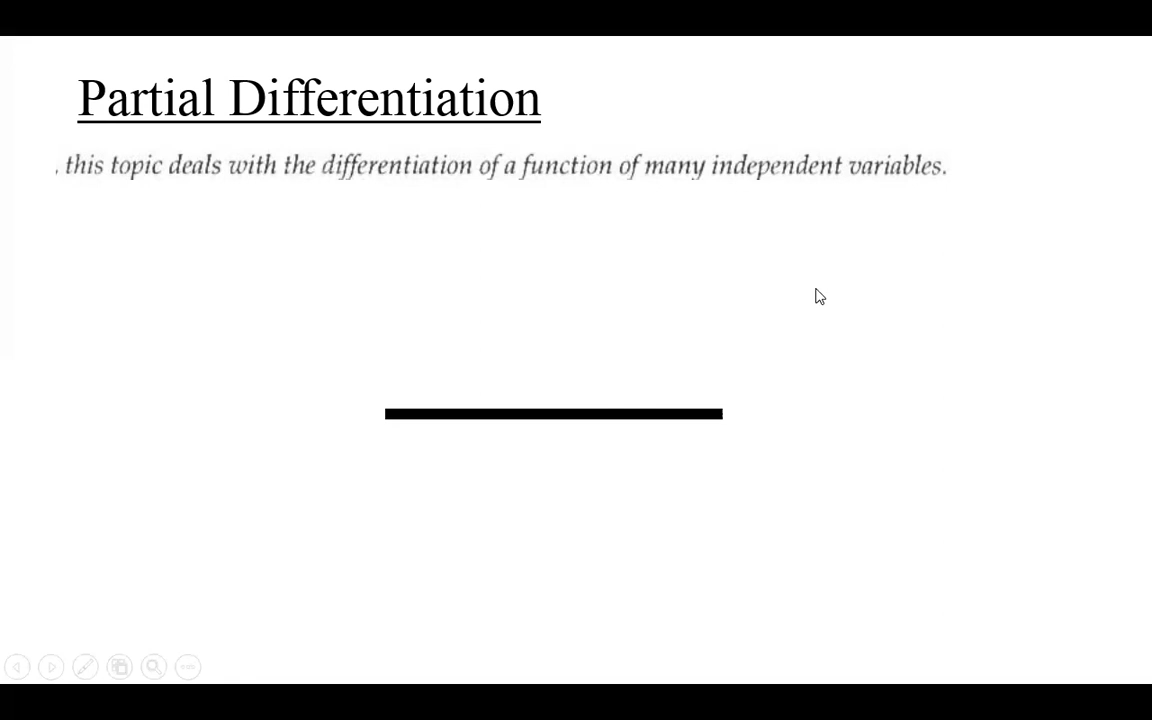 Partial Differentiation
, this topic deals with the differentiation of a function of many independent variables.